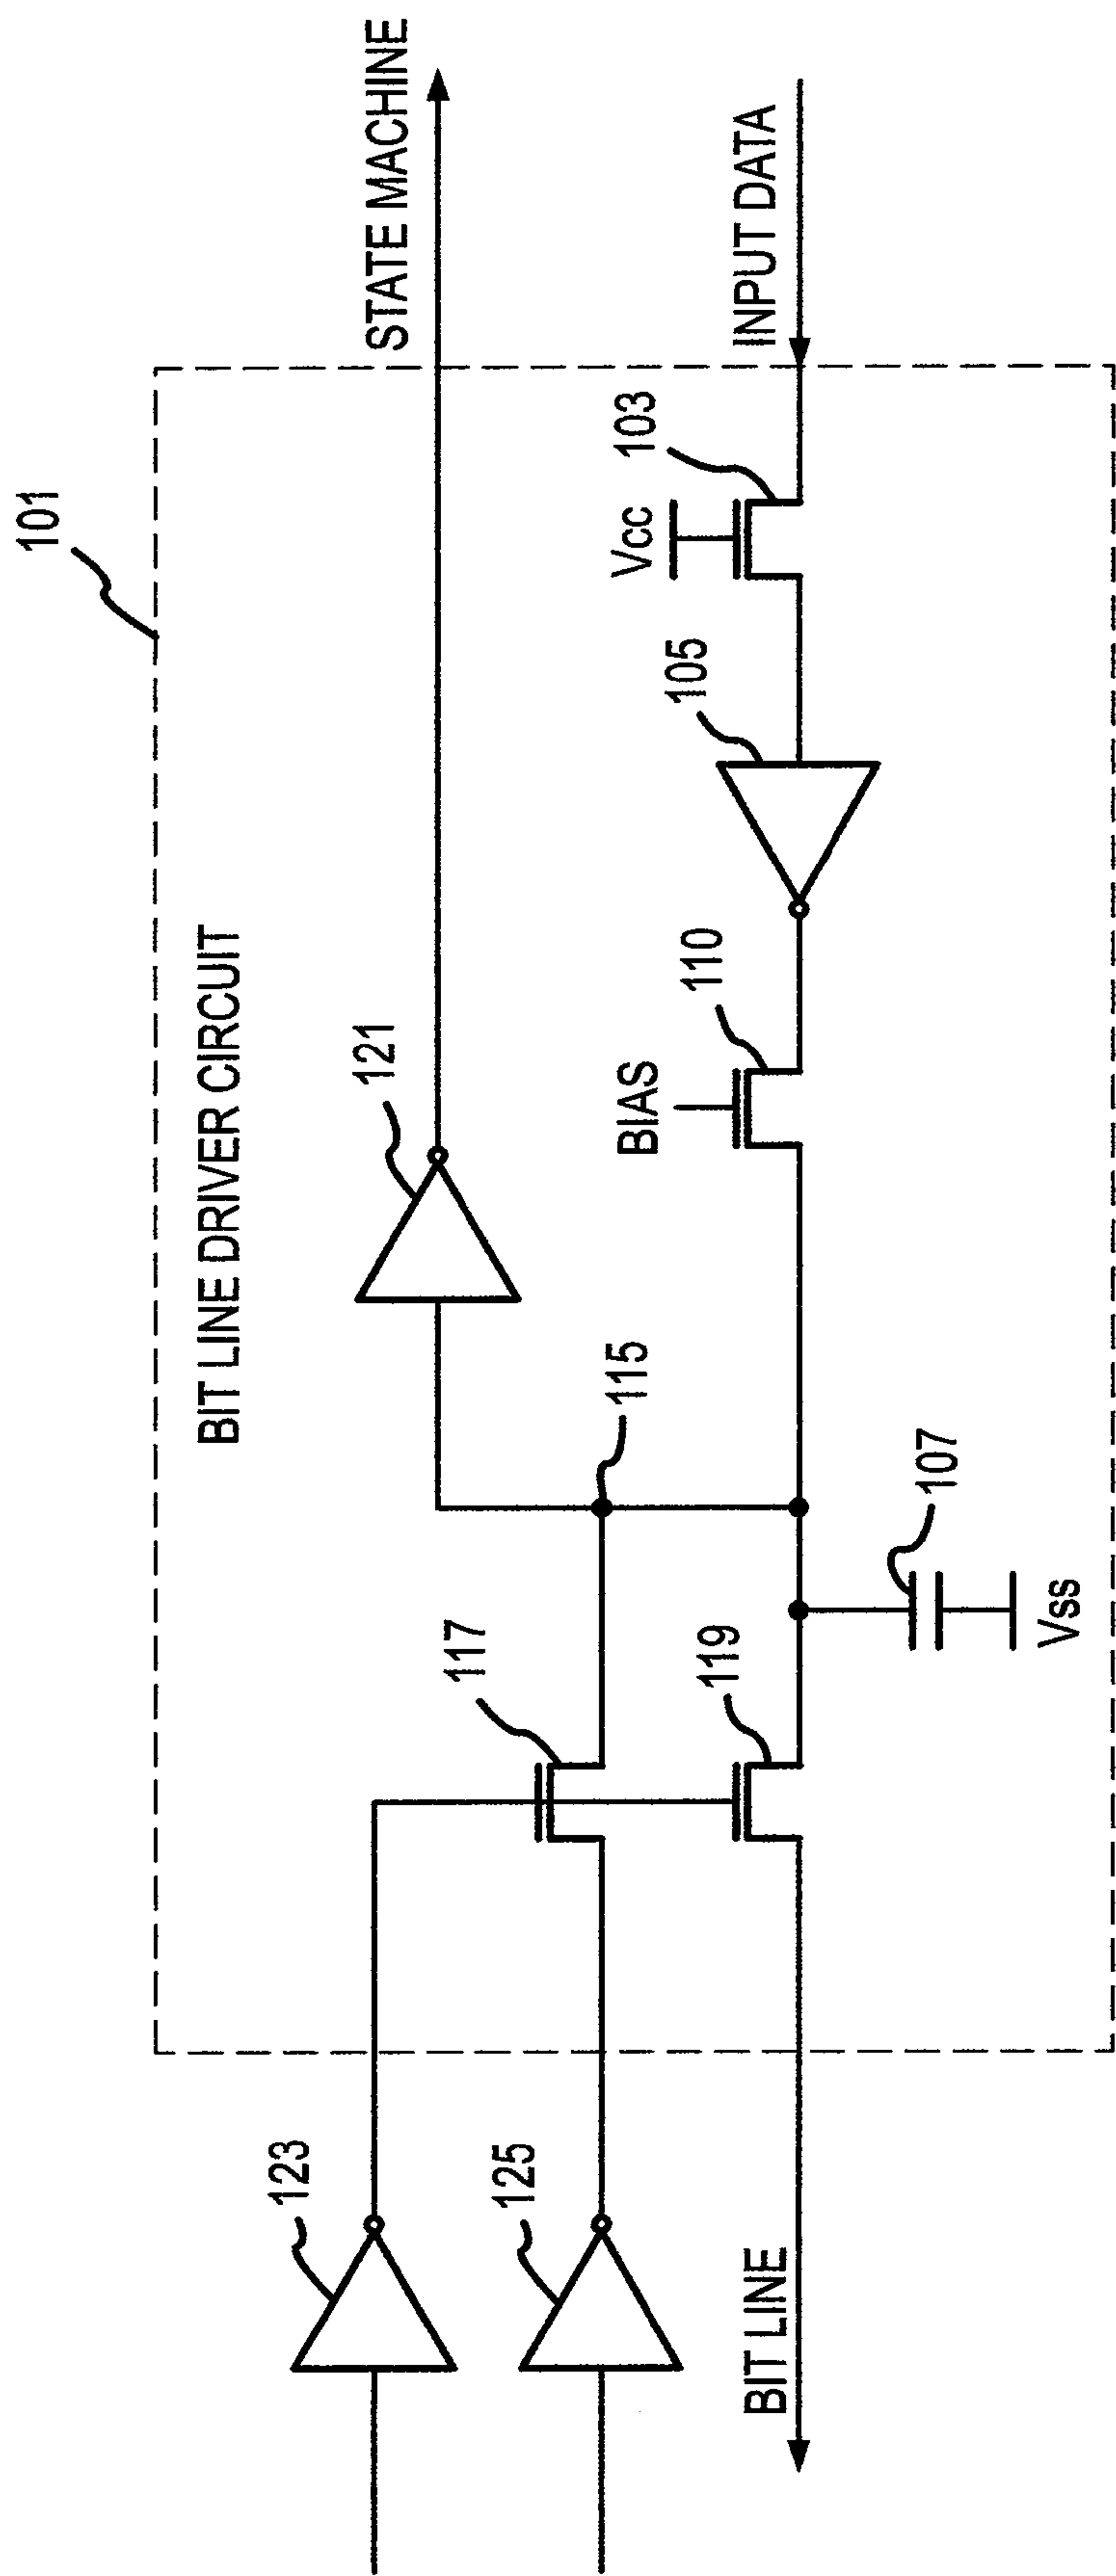 101
BIT LINE DRIVER CIRCUIT
STATE MACHINE
121
123
117
115
125
BIAS
110
105
Vcc
103
INPUT DATA
119
BIT LINE
107
Vss